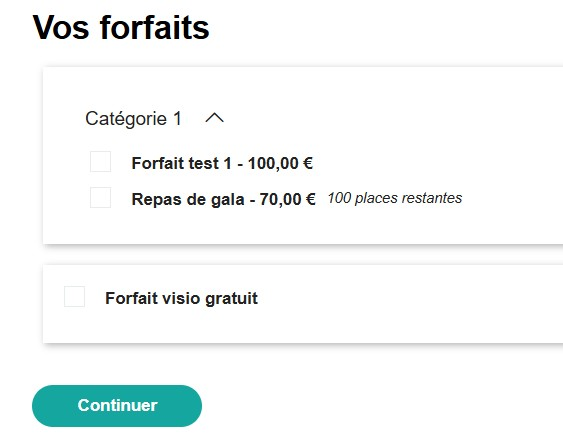 Vos forfaits
Catégorie 1
Forfait test 1 - 100,00 €
Repas de gala - 70,00 € 100 places restantes
Forfait visio gratuit
Continuer